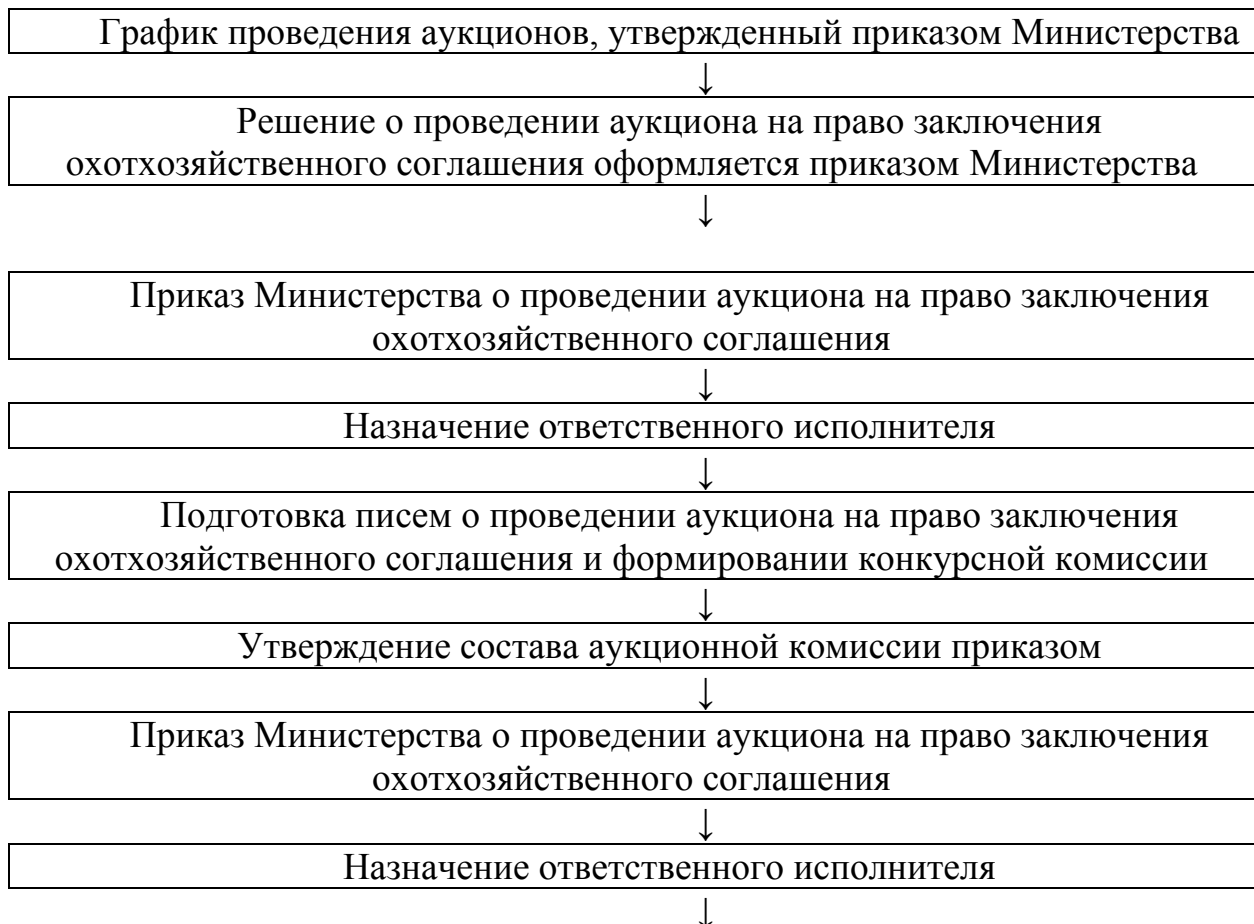 График проведения аукционов, утвержденный приказом Министерства
↓
Решение о проведении аукциона на право заключения
охотхозяйственного соглашения оформляется приказом Министерства
↓
Приказ Министерства о проведении аукциона на право заключения
охотхозяйственного соглашения
↓
Назначение ответственного исполнителя
↓
Подготовка писем о проведении аукциона на право заключения
охотхозяйственного соглашения и формировании конкурсной комиссии
↓
Утверждение состава аукционной комиссии приказом
↓
Приказ Министерства о проведении аукциона на право заключения
охотхозяйственного соглашения
↓
Назначение ответственного исполнителя
↓